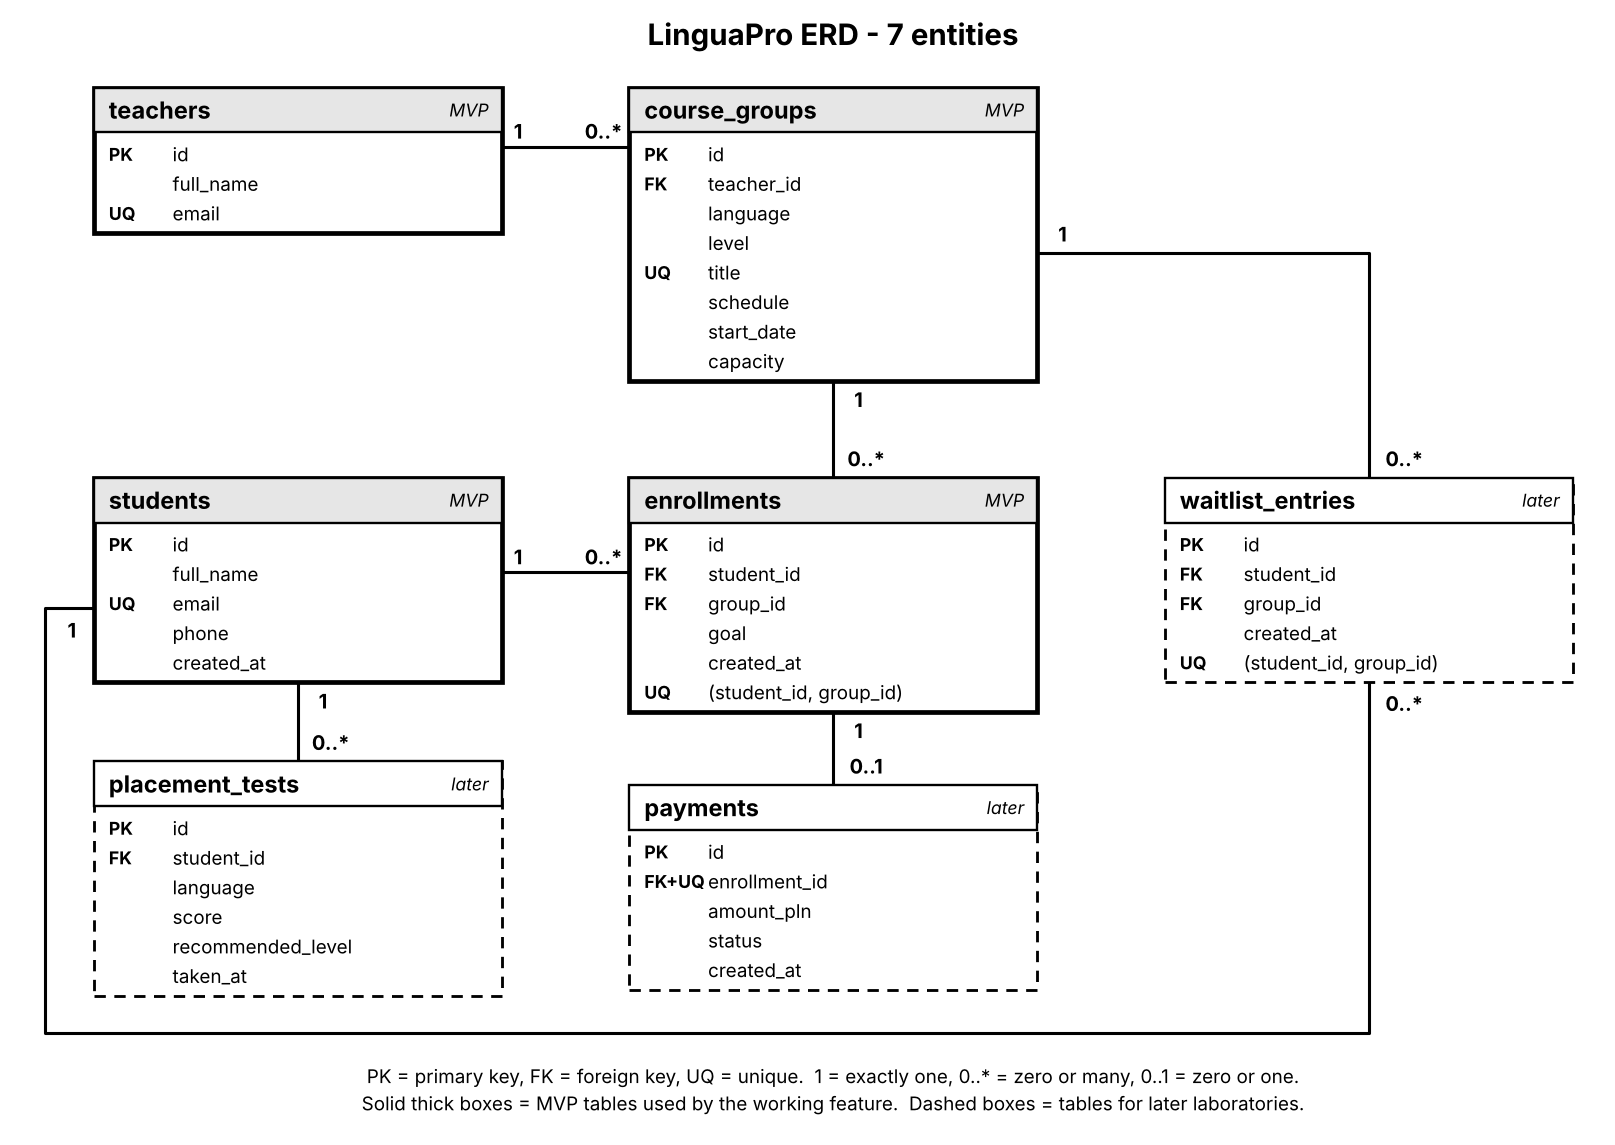 LinguaPro ERD - 7 entities
teachers MVP
PK id
full_name
UQ email
1 0..*
course_groups MVP
PK id
FK teacher_id
language
level
UQ title
schedule
start_date
capacity
1
1
0..*
0..*
students MVP
PK id
full_name
UQ email
phone
created_at
1
1 0..*
enrollments MVP
PK id
FK student_id
FK group_id
goal
created_at
UQ (student_id, group_id)
waitlist_entries later
PK id
FK student_id
FK group_id
created_at
UQ (student_id, group_id)
0..*
1
0..*
placement_tests later
PK id
FK student_id
language
score
recommended_level
taken_at
1
0..1
payments later
PK id
FK+UQ enrollment_id
amount_pln
status
created_at
PK = primary key, FK = foreign key, UQ = unique. 1 = exactly one, 0..* = zero or many, 0..1 = zero or one.
Solid thick boxes = MVP tables used by the working feature. Dashed boxes = tables for later laboratories.